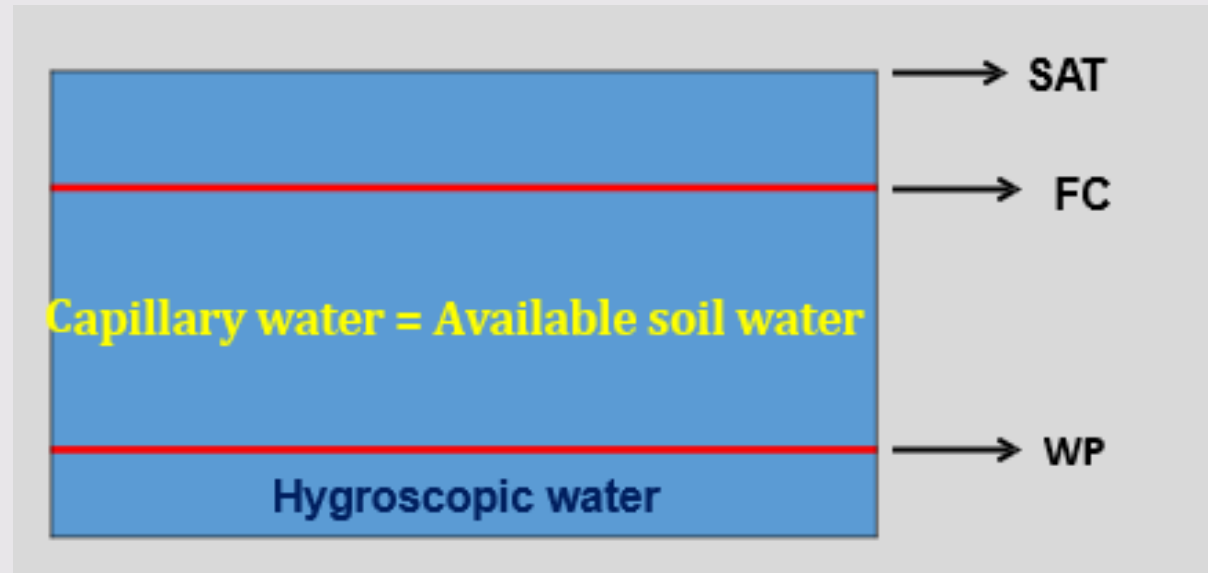 SAT
FC
Capillary water = Available soil water
WP
Hygroscopic water